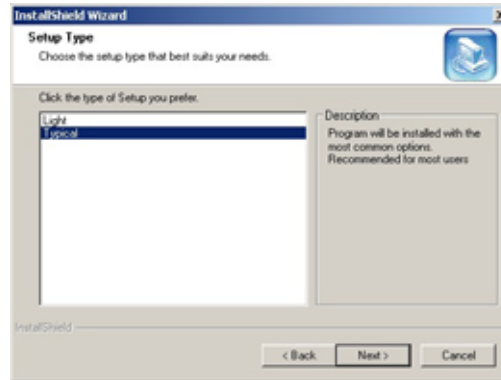 InstallShield Wizard
Setup Type
Choose the setup type that best suits your needs.
Click the type of Setup you prefer.
Light
Typical
Description
Program will be installed with the
most common options.
Recommended for most users
InstallShield
< Back
Next >
Cancel